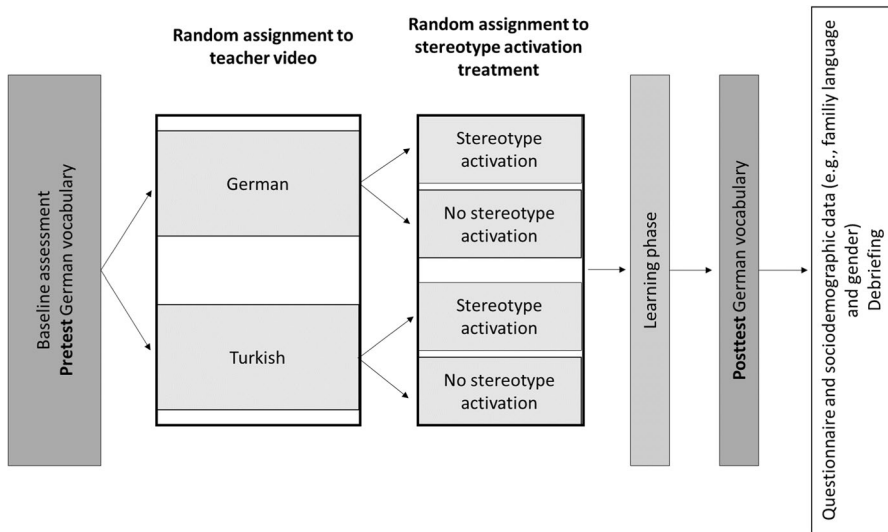 Baseline assessment
Pretest German vocabulary
Random assignment to
teacher video
German
Turkish
Random assignment to
stereotype activation
treatment
Stereotype
activation
No stereotype
activation
Stereotype
activation
No stereotype
activation
Learning phase
Posttest German vocabulary
Questionnaire and sociodemographic data (e.g., familiy language
and gender)
Debriefing